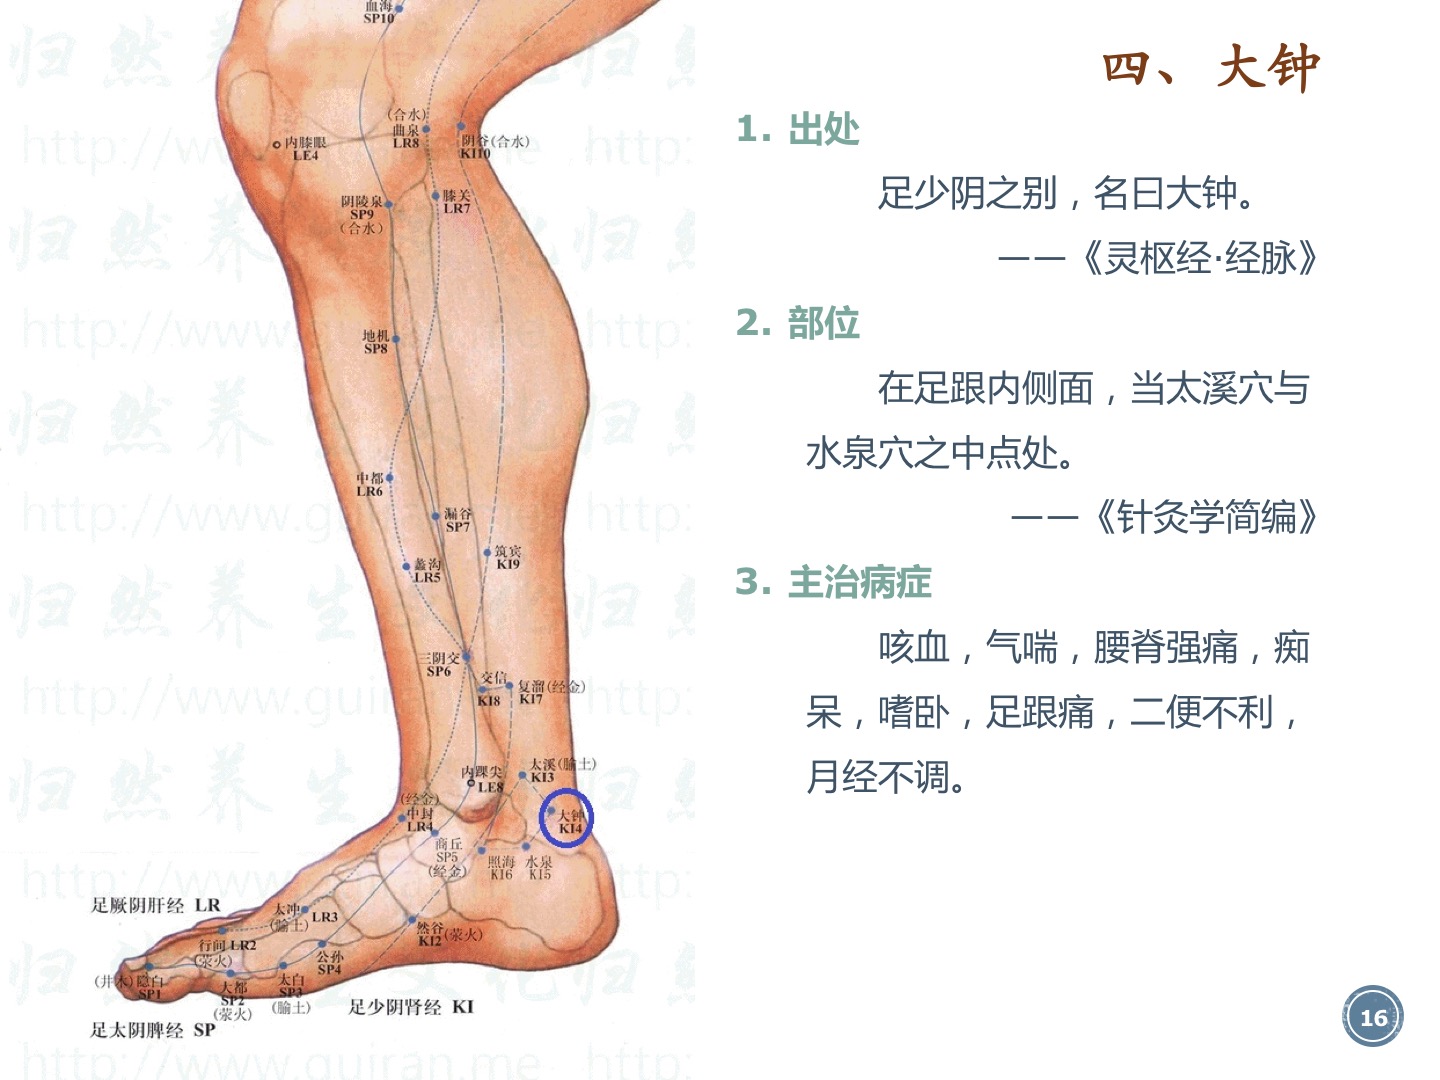 四、大钟
1. 出处
足少阴之别，名曰大钟。
——《灵枢经·经脉》
2. 部位
在足跟内侧面，当太溪穴与
水泉穴之中点处。
——《针灸学简编》
3. 主治病症
咳血，气喘，腰脊强痛，痴
呆，嗜卧，足跟痛，二便不利，
月经不调。
16
血海
SP10
(合水)
曲泉
LR8
阴谷(合水)
KI10
内膝眼
LE4
阴陵泉
SP9
(合水)
膝关
LR7
地机
SP8
中都
LR6
漏谷
SP7
蠡沟
LR5
筑宾
KI9
三阴交
SP6
交信
KI8
复溜(经金)
KI7
太溪(腧土)
KI3
内踝尖
LE8
(经金)
中封
LR4
大钟
KI4
商丘
SP5
(经金)
照海
KI6
水泉
KI5
足厥阴肝经 LR
太冲 LR3
(腧土)
行间 LR2
(荥火)
然谷(荥火)
KI2
公孙
SP4
(井木)隐白
SP1
大都
SP2
(荥火)
太白
SP3
(腧土)
足少阴肾经 KI
足太阴脾经 SP
归然养生文化
http://www.guiran.me